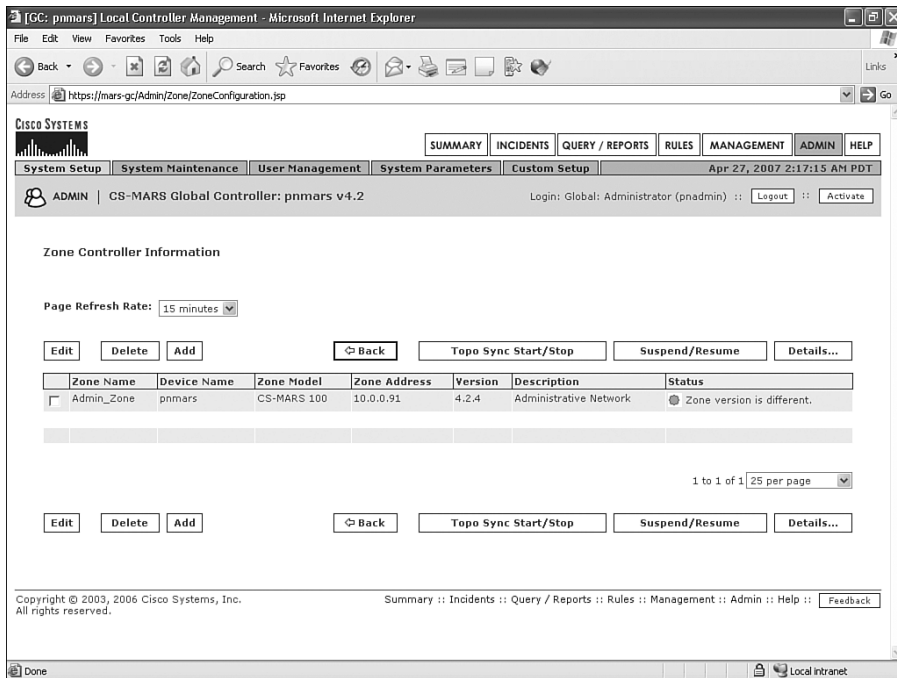 [GC: pnmars] Local Controller Management - Microsoft Internet Explorer
File Edit View Favorites Tools Help
Back Search Favorites Links
Address https://mars-gc/Admin/Zone/ZoneConfiguration.jsp Go
CISCO SYSTEMS
SUMMARY INCIDENTS QUERY / REPORTS RULES MANAGEMENT ADMIN HELP
System Setup System Maintenance User Management System Parameters Custom Setup Apr 27, 2007 2:17:15 AM PDT
ADMIN | CS-MARS Global Controller: pnmars v4.2 Login: Global: Administrator (pnadmin) :: Logout :: Activate
Zone Controller Information
Page Refresh Rate: 15 minutes
Edit Delete Add Back Topo Sync Start/Stop Suspend/Resume Details...
Zone Name Device Name Zone Model Zone Address Version Description Status
Admin_Zone pnmars CS-MARS 100 10.0.0.91 4.2.4 Administrative Network Zone version is different.
1 to 1 of 1 25 per page
Edit Delete Add Back Topo Sync Start/Stop Suspend/Resume Details...
Copyright © 2003, 2006 Cisco Systems, Inc. Summary :: Incidents :: Query / Reports :: Rules :: Management :: Admin :: Help :: Feedback
All rights reserved.
Done Local intranet